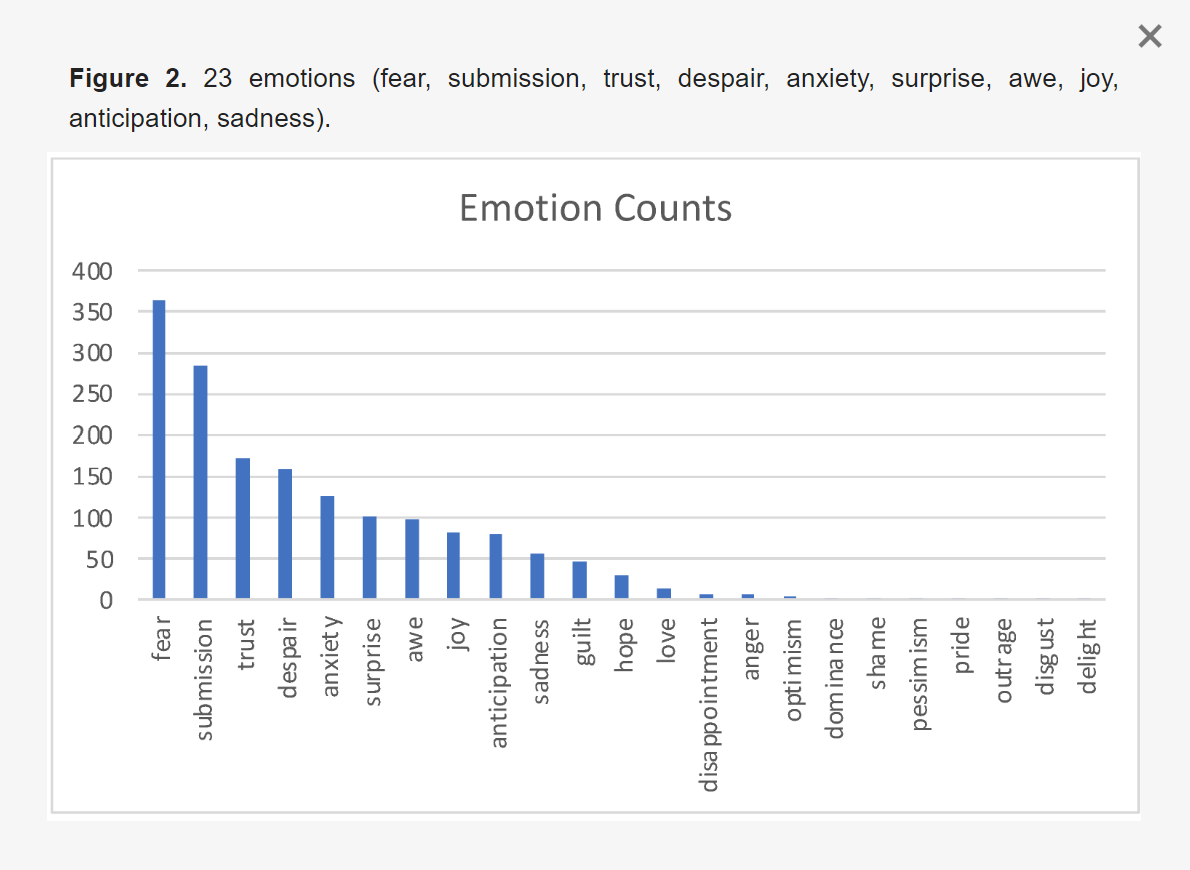 Figure 2. 23 emotions (fear, submission, trust, despair, anxiety, surprise, awe, joy,
anticipation, sadness).
Emotion Counts
400
350
300
250
200
150
100
50
0
fear
submission
trust
despair
anxiety
surprise
awe
joy
anticipation
sadness
guilt
hope
love
disappointment
anger
optimism
dominance
shame
pessimism
pride
outrage
disgust
delight